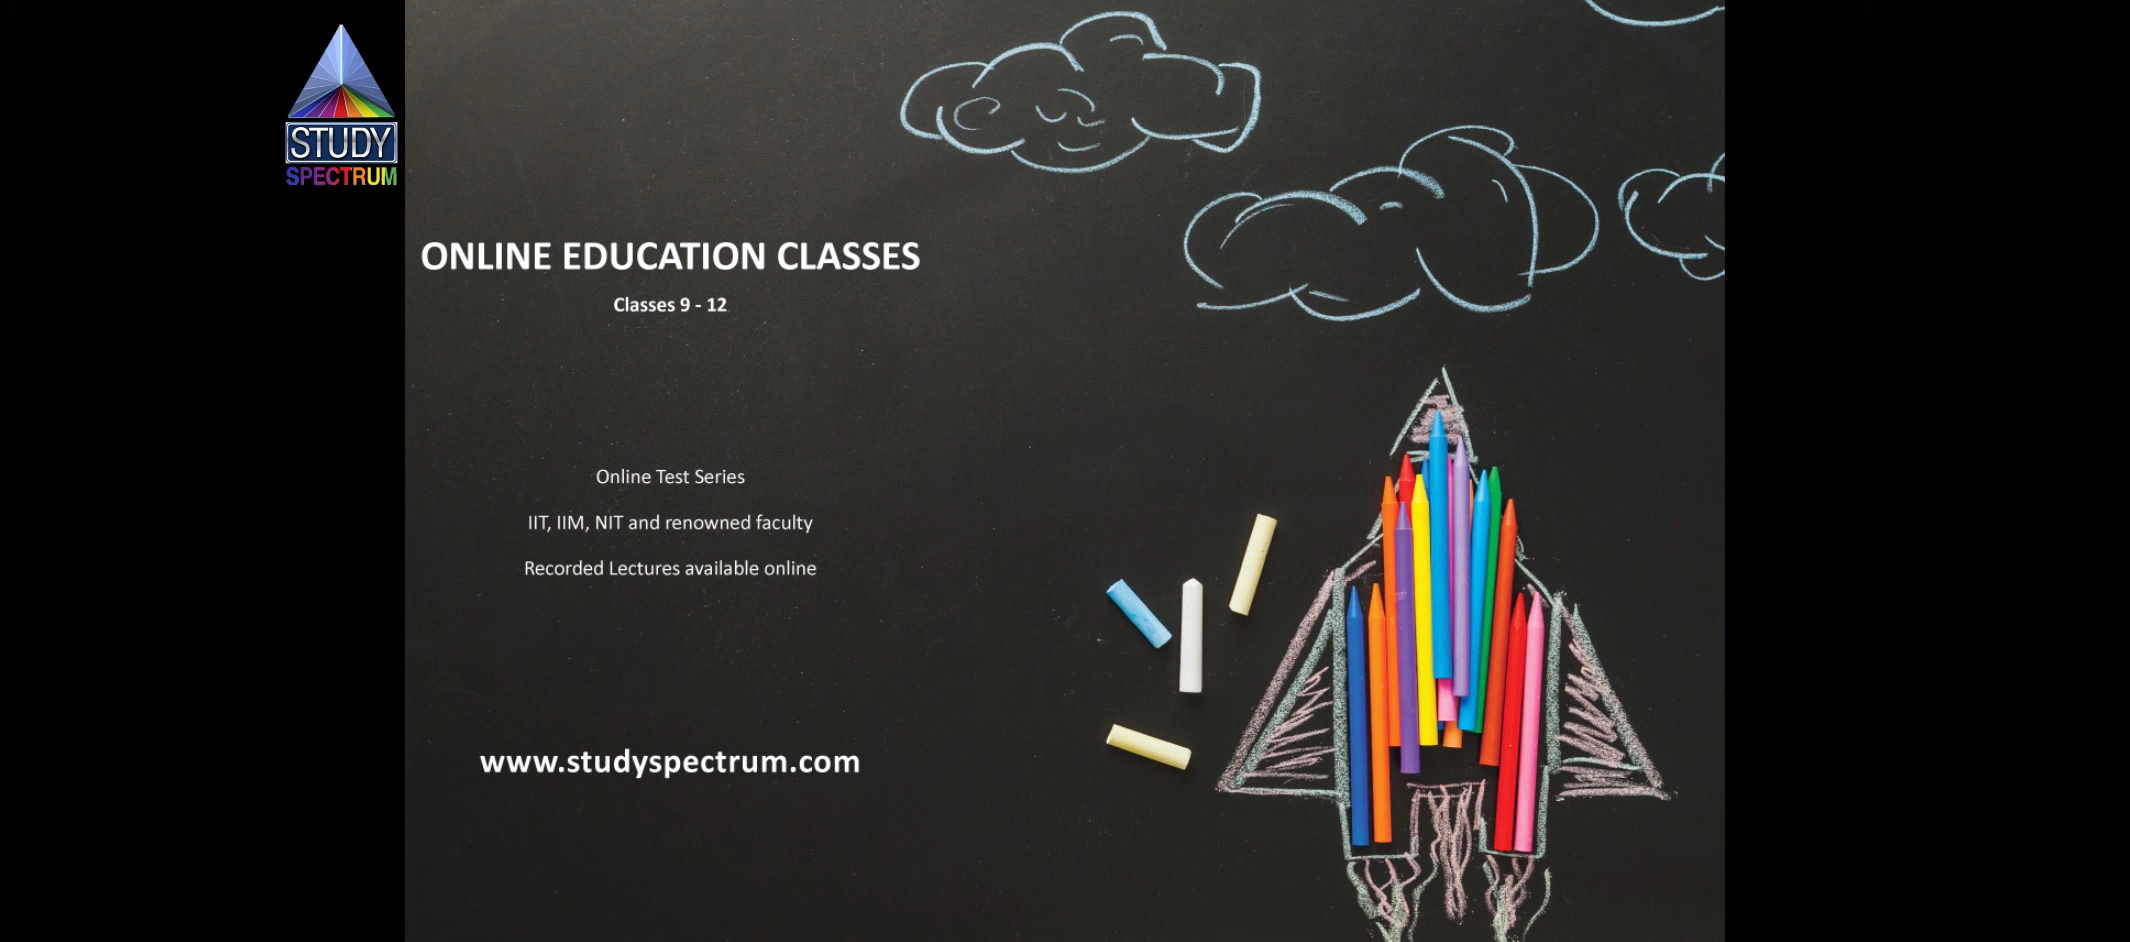 STUDY
SPECTRUM
ONLINE EDUCATION CLASSES
Classes 9 - 12
Online Test Series
IIT, IIM, NIT and renowned faculty
Recorded Lectures available online
www.studyspectrum.com